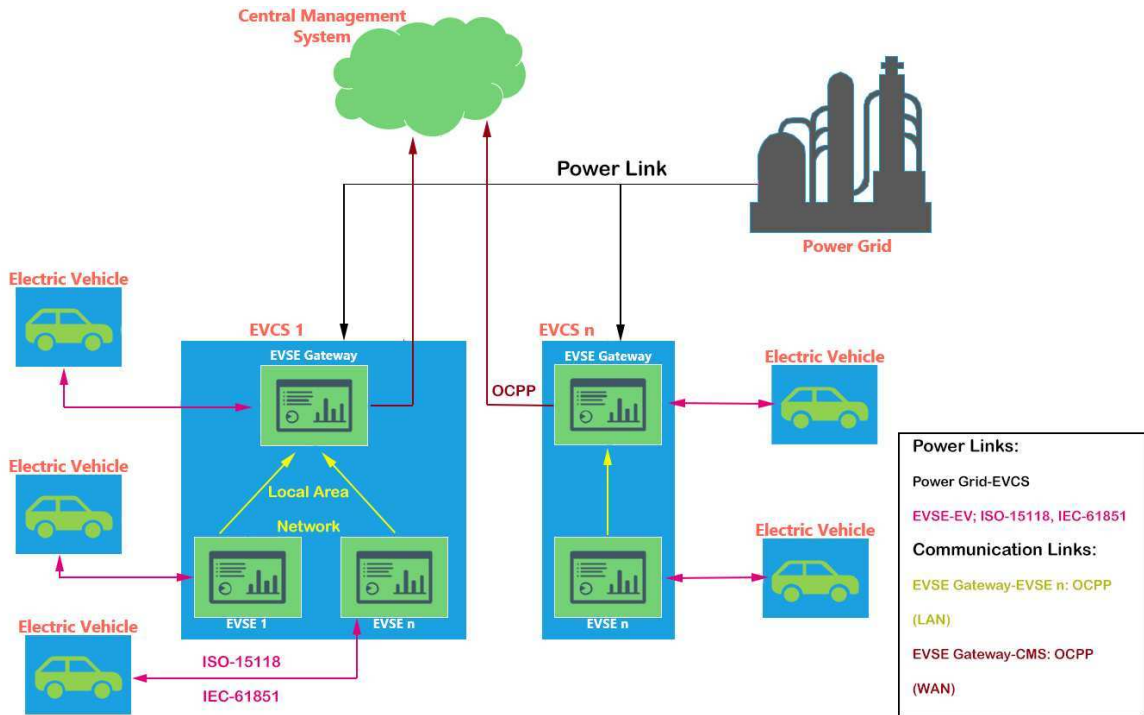 Central Management
System
Power Link
Power Grid
Electric Vehicle
EVCS 1
EVSE Gateway
EVCS n
EVSE Gateway
Electric Vehicle
OCPP
Electric Vehicle
Local Area
Network
EVSE 1
EVSE n
EVSE n
Electric Vehicle
Electric Vehicle
ISO-15118
IEC-61851
Power Links:
Power Grid-EVCS
EVSE-EV; ISO-15118, IEC-61851
Communication Links:
EVSE Gateway-EVSE n: OCPP
(LAN)
EVSE Gateway-CMS: OCPP
(WAN)